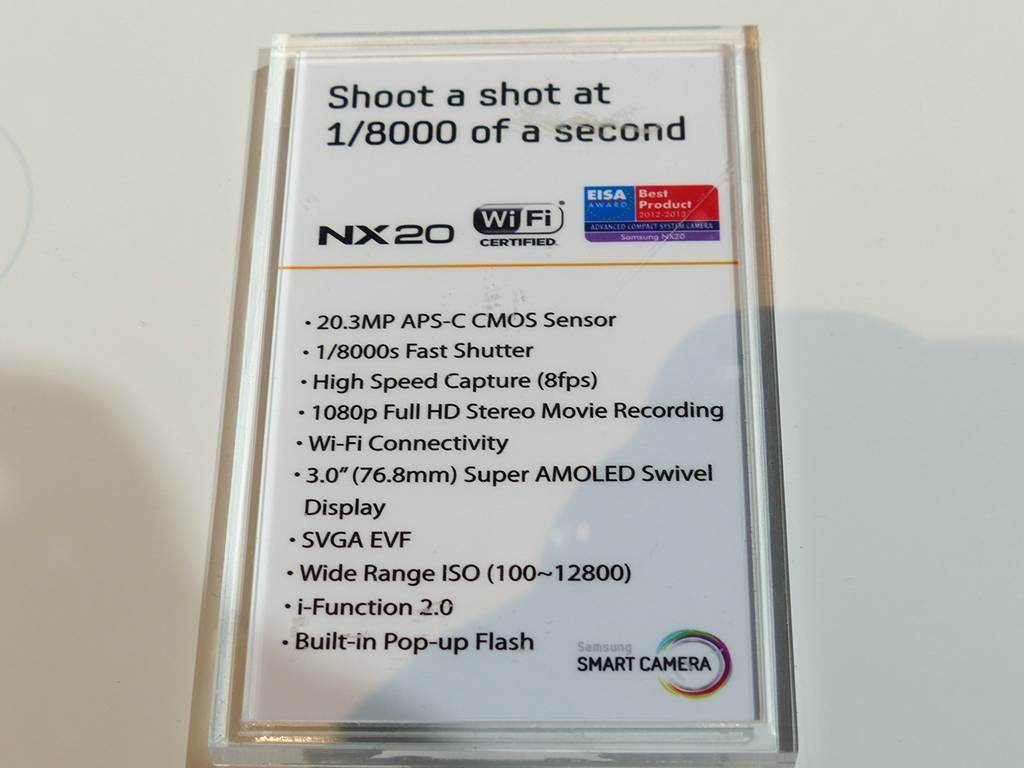 Shoot a shot at
1/8000 of a second
NX20
Wi Fi
CERTIFIED
EISA
AWARD
Best
Product
2012-2013
ADVANCED COMPACT SYSTEM CAMERA
Samsung NX20
• 20.3MP APS-C CMOS Sensor
• 1/8000s Fast Shutter
• High Speed Capture (8fps)
• 1080p Full HD Stereo Movie Recording
• Wi-Fi Connectivity
• 3.0” (76.8mm) Super AMOLED Swivel
Display
• SVGA EVF
• Wide Range ISO (100~12800)
• i-Function 2.0
• Built-in Pop-up Flash
Samsung
SMART CAMERA